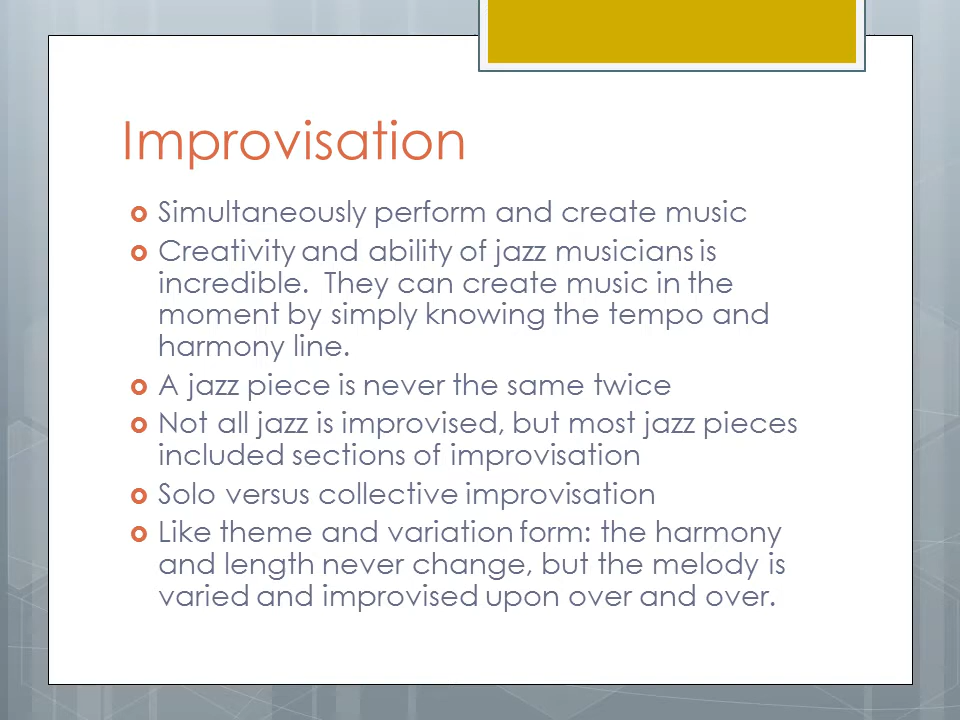 Improvisation
Simultaneously perform and create music
Creativity and ability of jazz musicians is
incredible.  They can create music in the
moment by simply knowing the tempo and
harmony line.
A jazz piece is never the same twice
Not all jazz is improvised, but most jazz pieces
included sections of improvisation
Solo versus collective improvisation
Like theme and variation form: the harmony
and length never change, but the melody is
varied and improvised upon over and over.